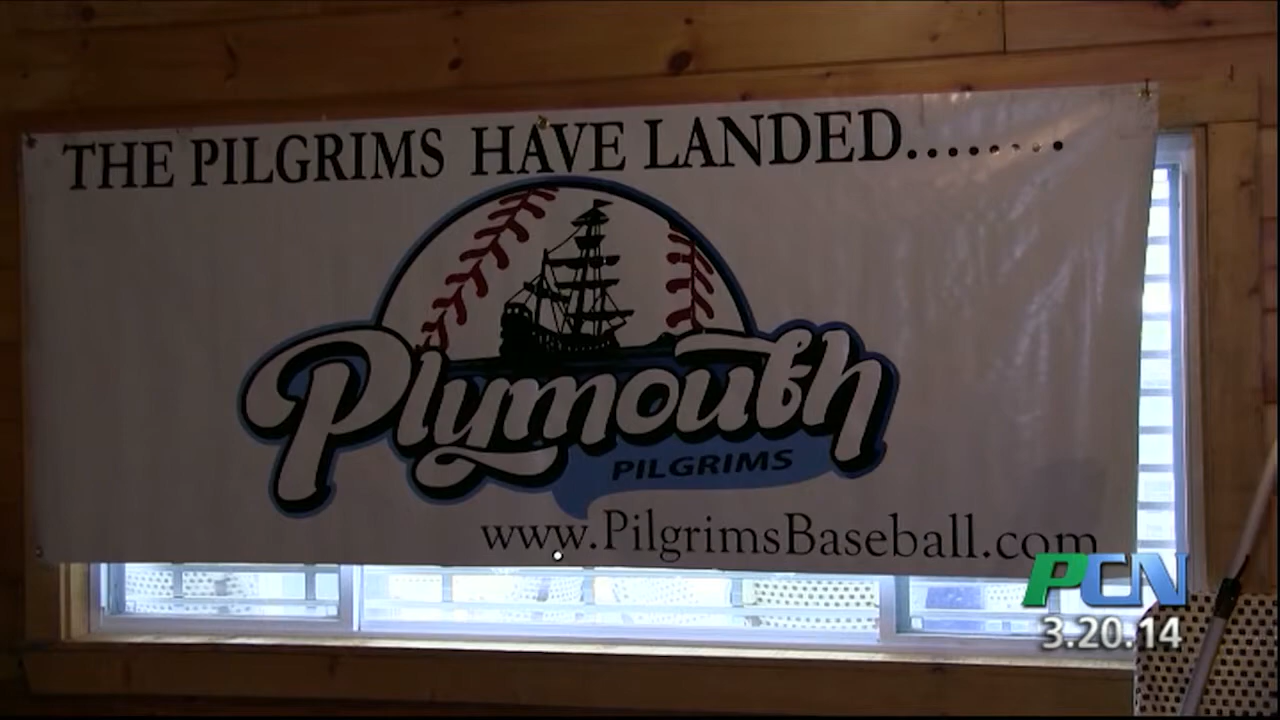 THE PILGRIMS HAVE LANDED........
Plymouth
PILGRIMS
www.PilgrimsBaseball.com
PCN
3.20.14